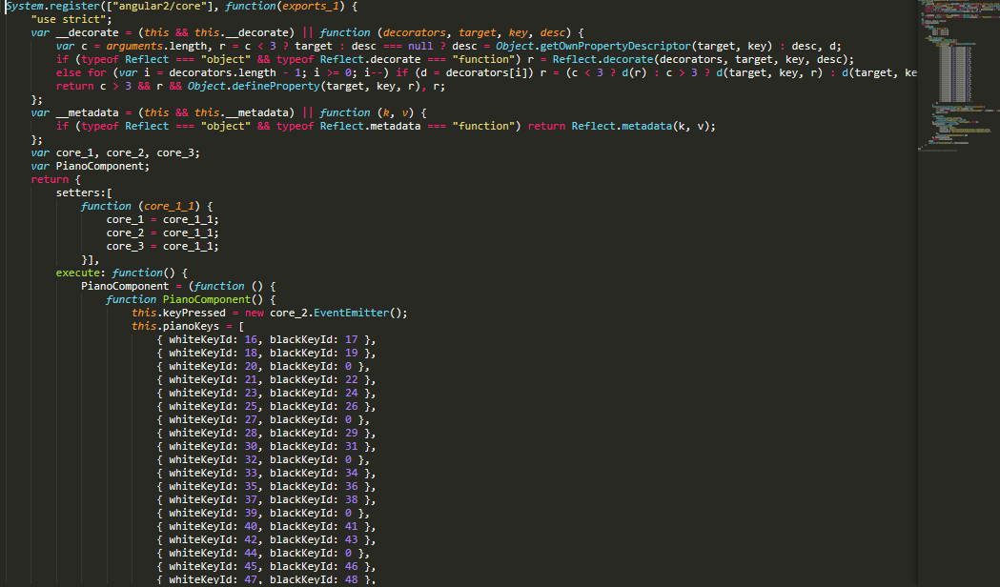 System.register(["angular2/core"], function(exports_1) {
    "use strict";
    var __decorate = (this && this.__decorate) || function (decorators, target, key, desc) {
        var c = arguments.length, r = c < 3 ? target : desc === null ? desc = Object.getOwnPropertyDescriptor(target, key) : desc, d;
        if (typeof Reflect === "object" && typeof Reflect.decorate === "function") r = Reflect.decorate(decorators, target, key, desc);
        else for (var i = decorators.length - 1; i >= 0; i--) if (d = decorators[i]) r = (c < 3 ? d(r) : c > 3 ? d(target, key, r) : d(target, ke
        return c > 3 && r && Object.defineProperty(target, key, r), r;
    };
    var __metadata = (this && this.__metadata) || function (k, v) {
        if (typeof Reflect === "object" && typeof Reflect.metadata === "function") return Reflect.metadata(k, v);
    };
    var core_1, core_2, core_3;
    var PianoComponent;
    return {
        setters:[
            function (core_1_1) {
                core_1 = core_1_1;
                core_2 = core_1_1;
                core_3 = core_1_1;
            }],
        execute: function() {
            PianoComponent = (function () {
                function PianoComponent() {
                    this.keyPressed = new core_2.EventEmitter();
                    this.pianoKeys = [
                        { whiteKeyId: 16, blackKeyId: 17 },
                        { whiteKeyId: 18, blackKeyId: 19 },
                        { whiteKeyId: 20, blackKeyId: 0 },
                        { whiteKeyId: 21, blackKeyId: 22 },
                        { whiteKeyId: 23, blackKeyId: 24 },
                        { whiteKeyId: 25, blackKeyId: 26 },
                        { whiteKeyId: 27, blackKeyId: 0 },
                        { whiteKeyId: 28, blackKeyId: 29 },
                        { whiteKeyId: 30, blackKeyId: 31 },
                        { whiteKeyId: 32, blackKeyId: 0 },
                        { whiteKeyId: 33, blackKeyId: 34 },
                        { whiteKeyId: 35, blackKeyId: 36 },
                        { whiteKeyId: 37, blackKeyId: 38 },
                        { whiteKeyId: 39, blackKeyId: 0 },
                        { whiteKeyId: 40, blackKeyId: 41 },
                        { whiteKeyId: 42, blackKeyId: 43 },
                        { whiteKeyId: 44, blackKeyId: 0 },
                        { whiteKeyId: 45, blackKeyId: 46 },
                        { whiteKeyId: 47, blackKeyId: 48 },